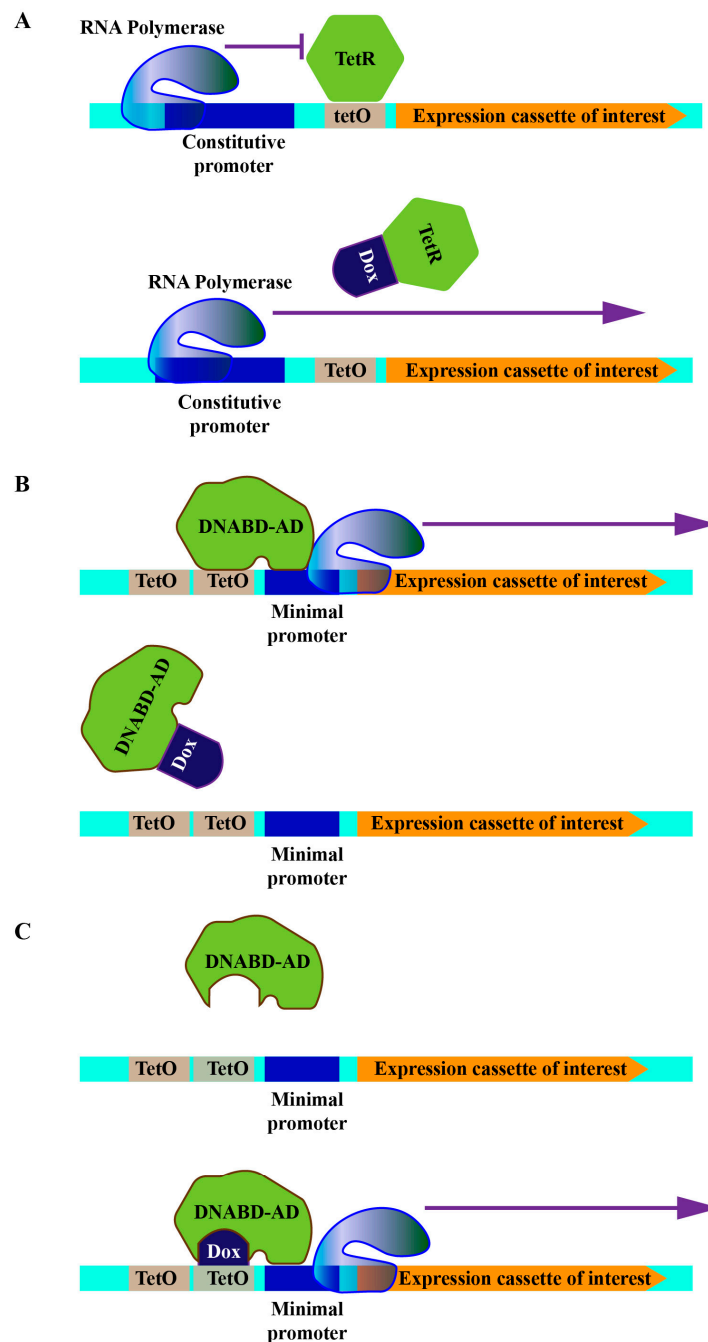 A
RNA Polymerase
TetR
tetO
Expression cassette of interest
Constitutive
promoter
TetR
Dox
RNA Polymerase
TetO
Expression cassette of interest
Constitutive
promoter
B
DNABD-AD
TetO
TetO
Expression cassette of interest
Minimal
promoter
DNABD-AD
Dox
TetO
TetO
Expression cassette of interest
Minimal
promoter
C
DNABD-AD
TetO
TetO
Expression cassette of interest
Minimal
promoter
DNABD-AD
Dox
TetO
TetO
Expression cassette of interest
Minimal
promoter